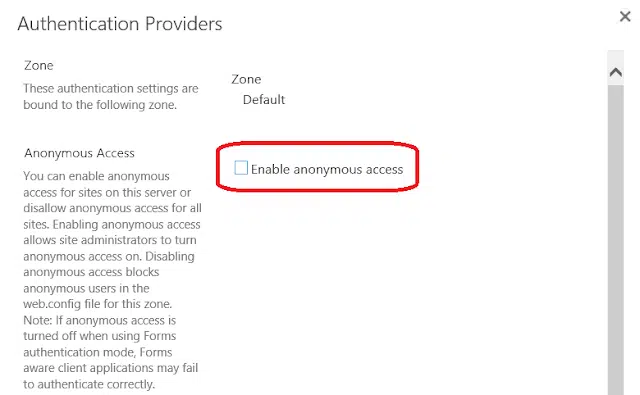 Authentication Providers
Zone
These authentication settings are
bound to the following zone.
Zone
Default
Anonymous Access
You can enable anonymous
access for sites on this server or
disallow anonymous access for all
sites. Enabling anonymous access
allows site administrators to turn
anonymous access on. Disabling
anonymous access blocks
anonymous users in the
web.config file for this zone.
Note: If anonymous access is
turned off when using Forms
authentication mode, Forms
aware client applications may fail
to authenticate correctly.
Enable anonymous access